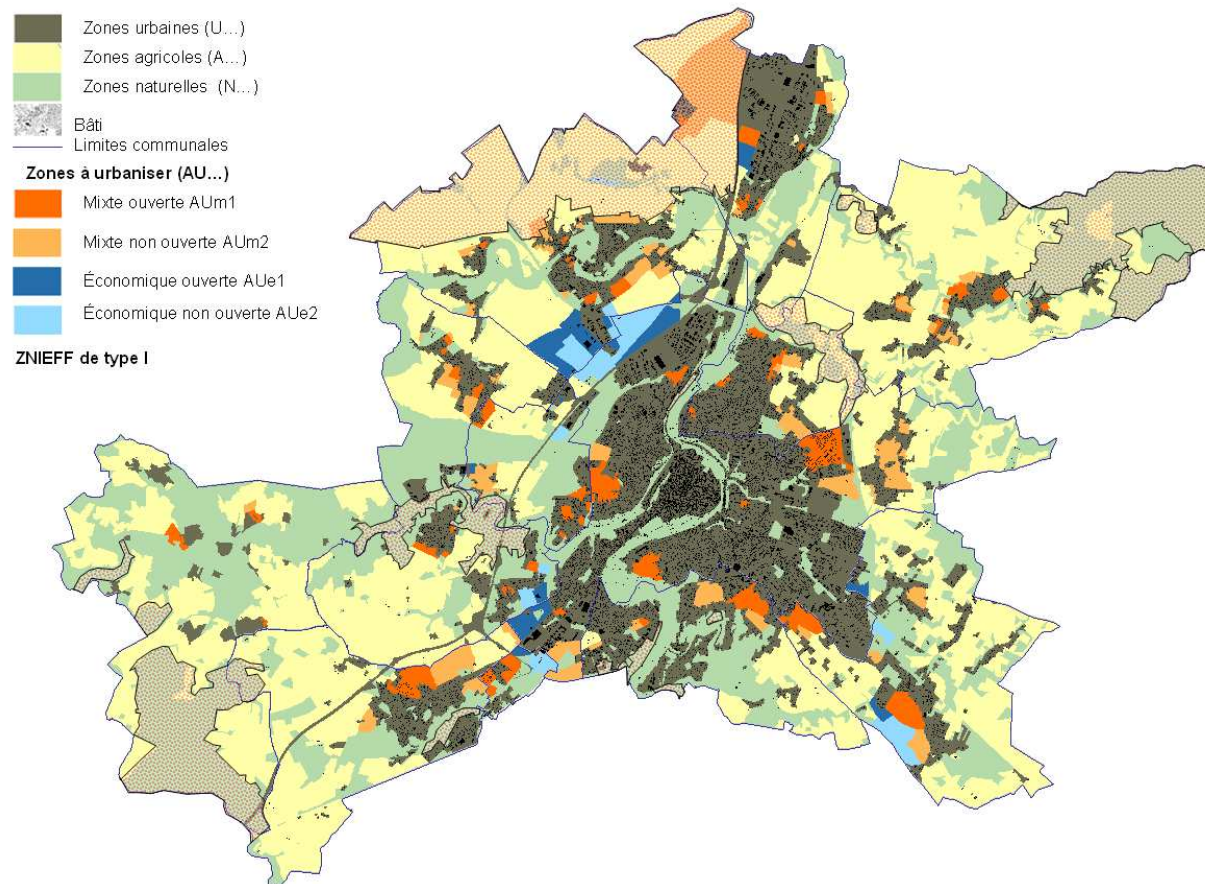 Zones urbaines (U...)
Zones agricoles (A...)
Zones naturelles (N...)
Bâti
Limites communales
Zones à urbaniser (AU...)
Mixte ouverte AUm1
Mixte non ouverte AUm2
Économique ouverte AUe1
Économique non ouverte AUe2
ZNIEFF de type I